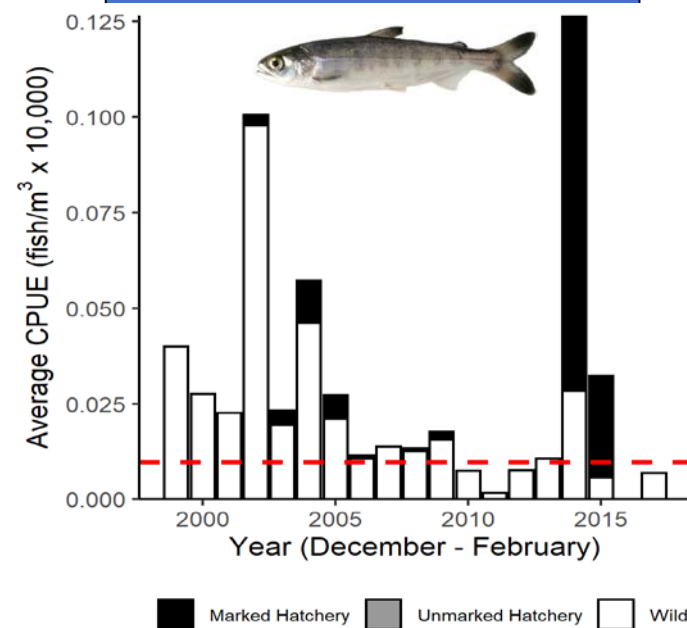 Average CPUE (fish/m³ x 10,000)
0.125
0.100
0.075
0.050
0.025
0.000
2000 2005 2010 2015
Year (December - February)
Marked Hatchery Unmarked Hatchery Wild